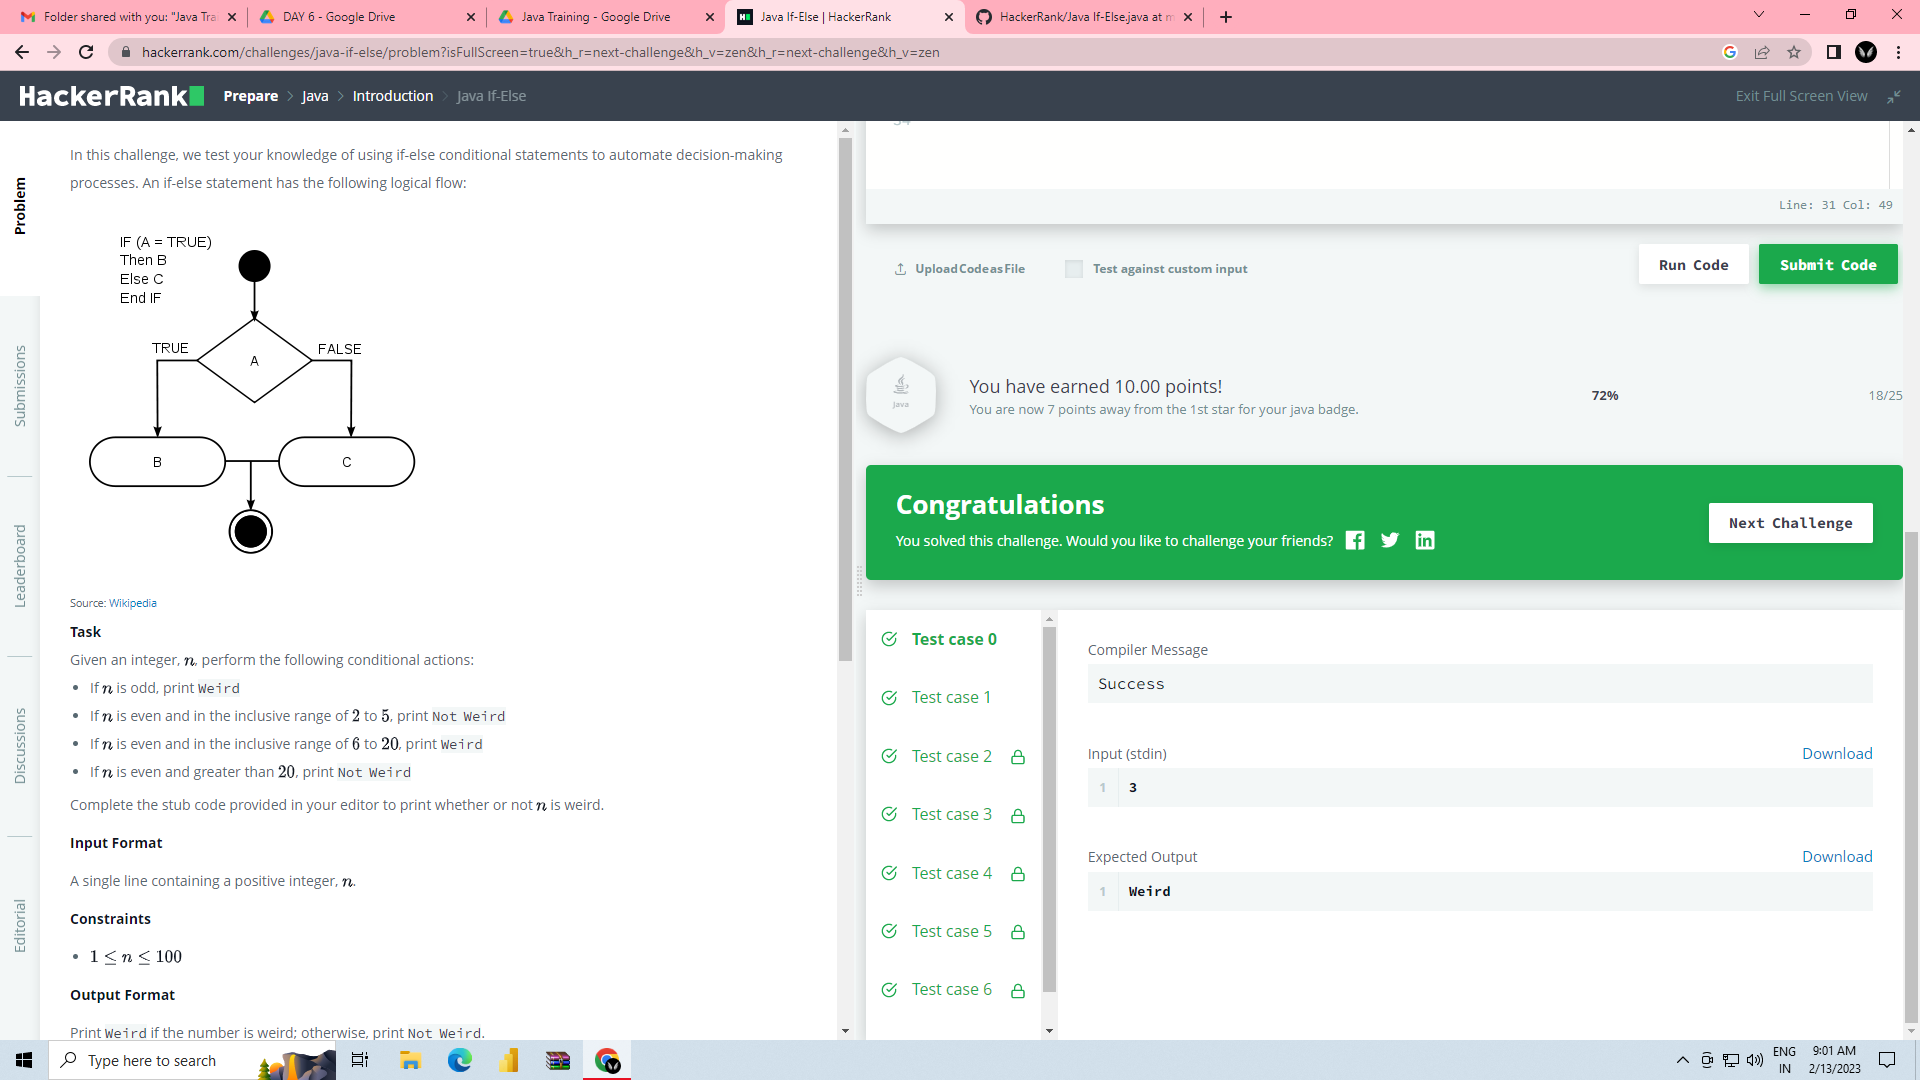 Folder shared with you: "Java Trai
DAY 6 - Google Drive
Java Training - Google Drive
Java If-Else | HackerRank
HackerRank/Java If-Else.java at m
hackerrank.com/challenges/java-if-else/problem?isFullScreen=true&h_r=next-challenge&h_v=zen&h_r=next-challenge&h_v=zen
HackerRank
Prepare > Java > Introduction > Java If-Else
Exit Full Screen View
Problem
Submissions
Leaderboard
Discussions
Editorial
In this challenge, we test your knowledge of using if-else conditional statements to automate decision-making
processes. An if-else statement has the following logical flow:
IF (A = TRUE)
Then B
Else C
End IF
TRUE
A
FALSE
B
C
Source: Wikipedia
Task
Given an integer, n, perform the following conditional actions:
• If n is odd, print Weird
• If n is even and in the inclusive range of 2 to 5, print Not Weird
• If n is even and in the inclusive range of 6 to 20, print Weird
• If n is even and greater than 20, print Not Weird
Complete the stub code provided in your editor to print whether or not n is weird.
Input Format
A single line containing a positive integer, n.
Constraints
• 1 ≤ n ≤ 100
Output Format
Print Weird if the number is weird; otherwise, print Not Weird.
34
Line: 31 Col: 49
Upload Code as File
Test against custom input
Run Code
Submit Code
Java
You have earned 10.00 points!
You are now 7 points away from the 1st star for your java badge.
72%
18/25
Congratulations
You solved this challenge. Would you like to challenge your friends?
Next Challenge
Test case 0
Test case 1
Test case 2
Test case 3
Test case 4
Test case 5
Test case 6
Compiler Message
Success
Input (stdin)
Download
1 3
Expected Output
Download
1 Weird
Type here to search
ENG
IN
9:01 AM
2/13/2023